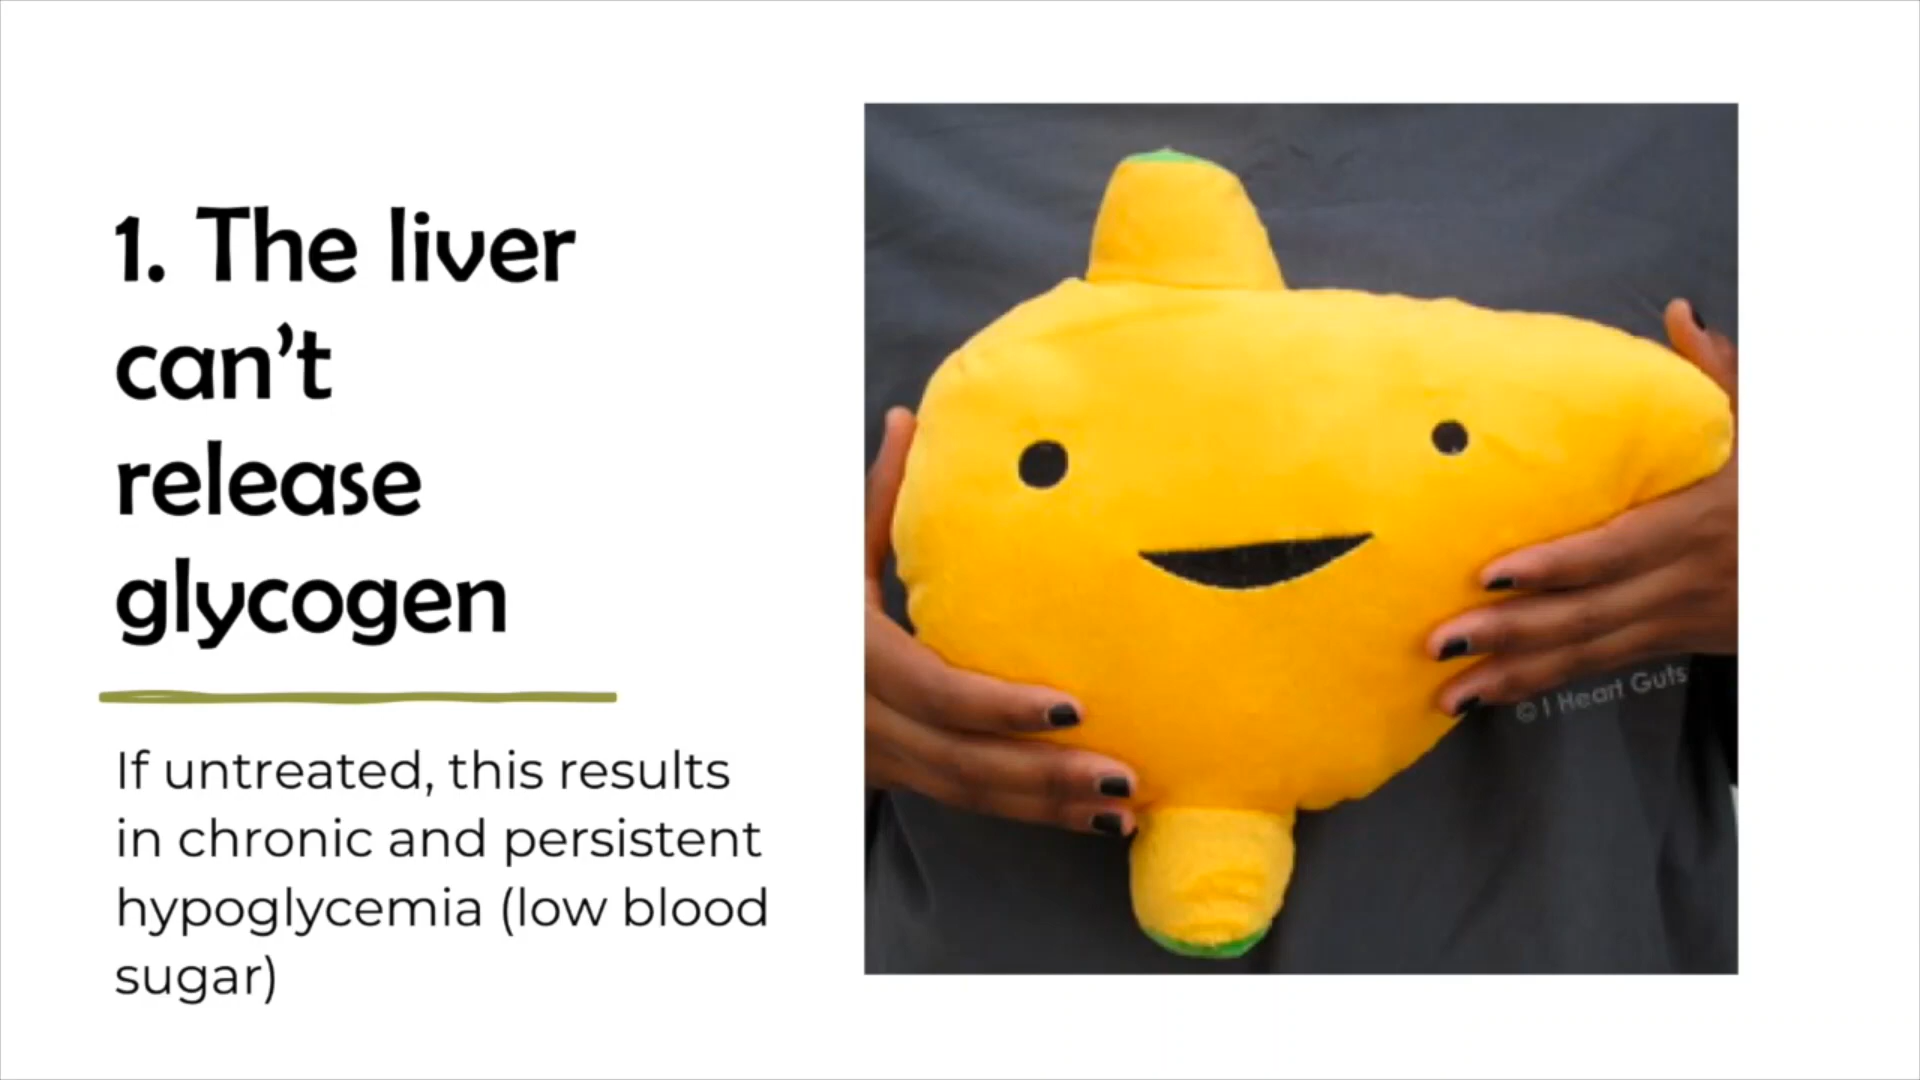 1. The liver
can’t
release
glycogen
If untreated, this results
in chronic and persistent
hypoglycemia (low blood
sugar)
© I Heart Guts